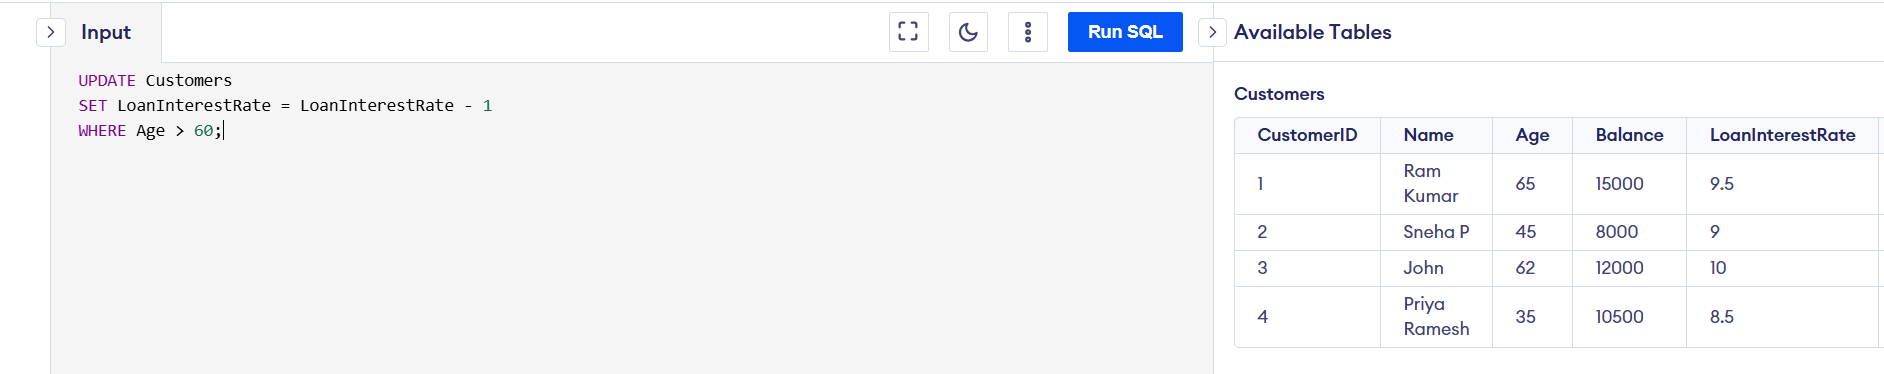 Input
Run SQL
UPDATE Customers
SET LoanInterestRate = LoanInterestRate - 1
WHERE Age > 60;
Available Tables
Customers
CustomerID Name Age Balance LoanInterestRate
1 Ram Kumar 65 15000 9.5
2 Sneha P 45 8000 9
3 John 62 12000 10
4 Priya Ramesh 35 10500 8.5